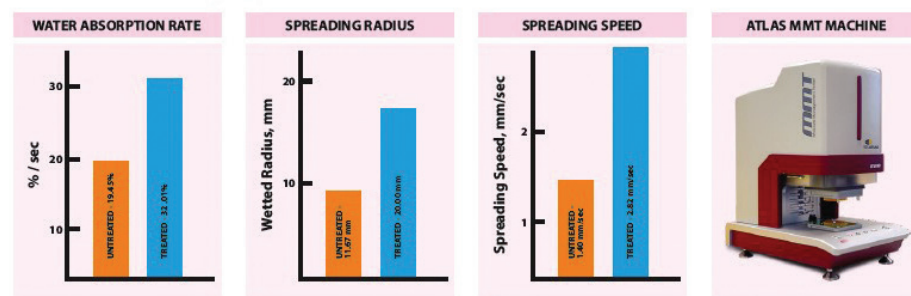 WATER ABSORPTION RATE
% / sec
30
20
10
UNTREATED - 19.45%
TREATED - 32 .01%
SPREADING RADIUS
Wetted Radius, mm
20
10
UNTREATED -
11.67 mm
TREATED - 20.00 mm
SPREADING SPEED
Spreading Speed, mm/sec
2
1
UNTREATED -
1.40 mm/sec
TREATED - 2.62 mm/sec
ATLAS MMT MACHINE
MMT